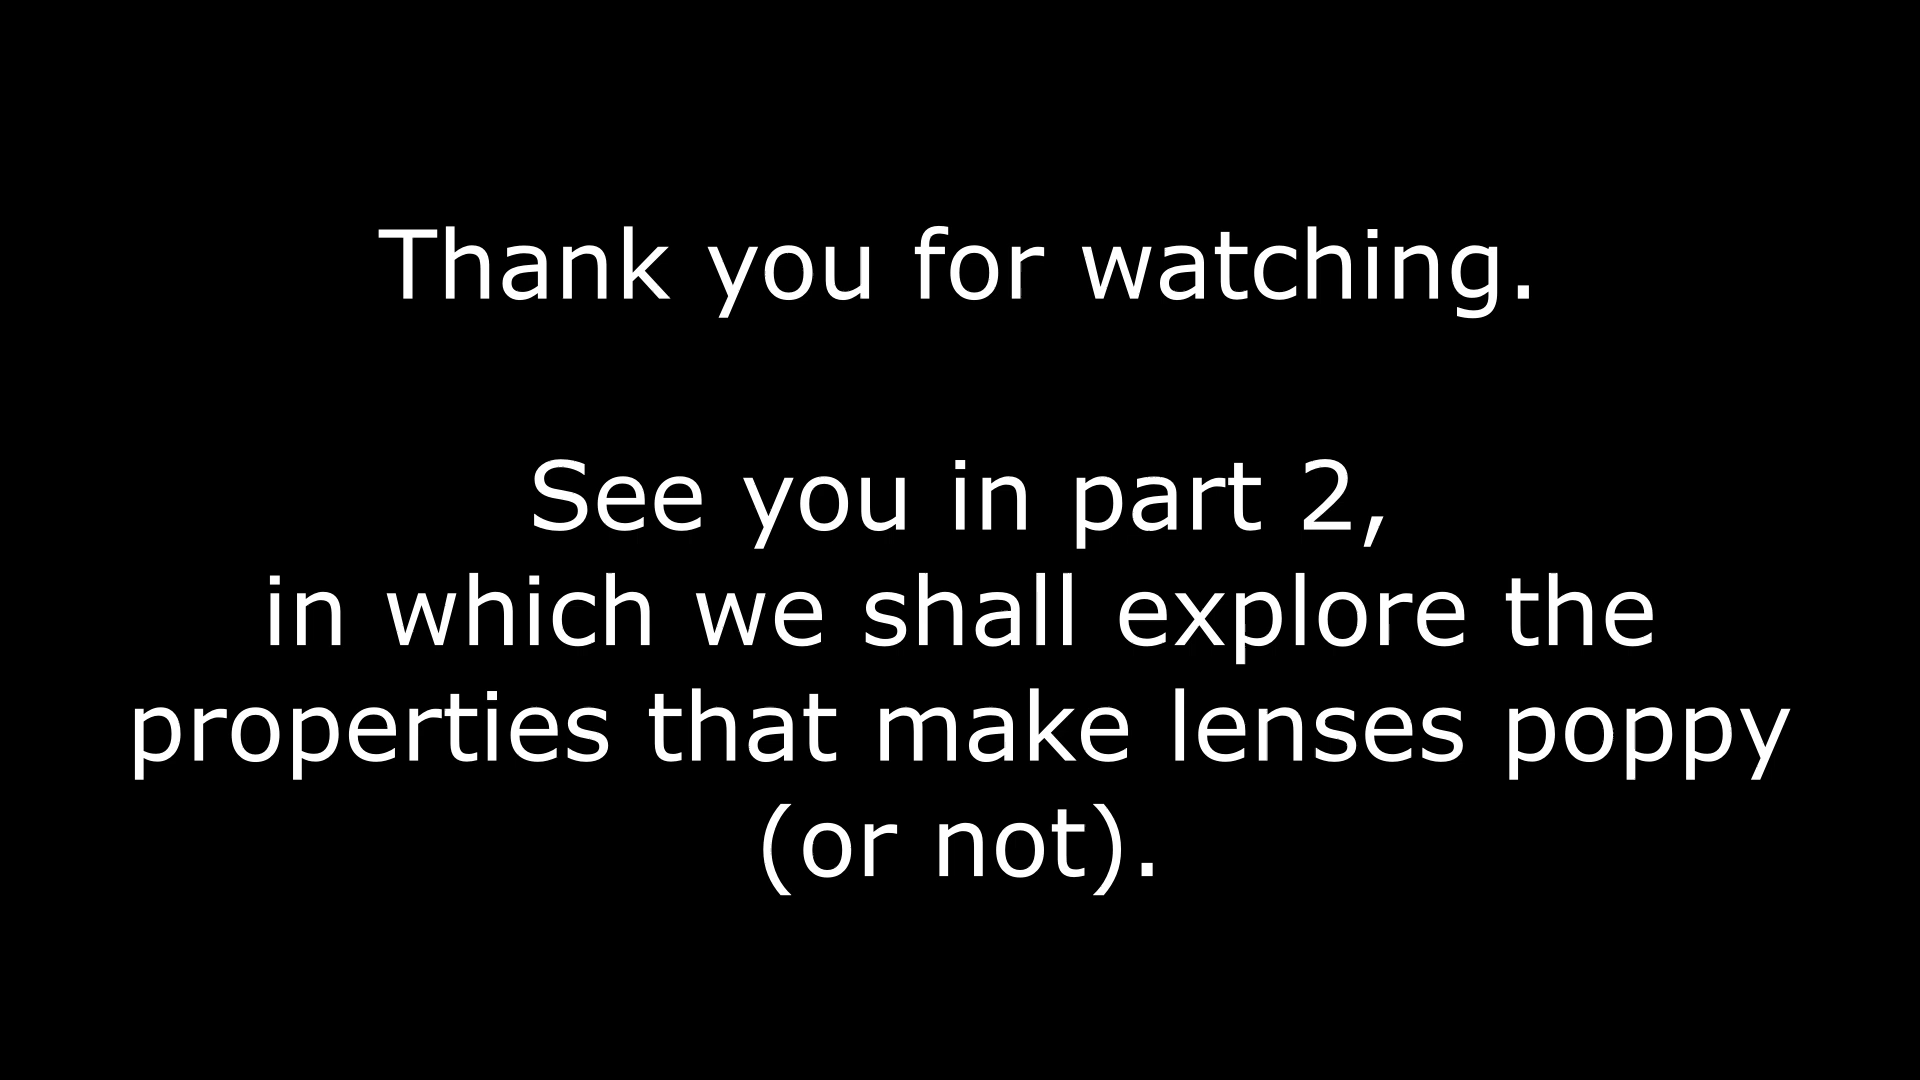 Thank you for watching.
See you in part 2,
in which we shall explore the
properties that make lenses poppy
(or not).